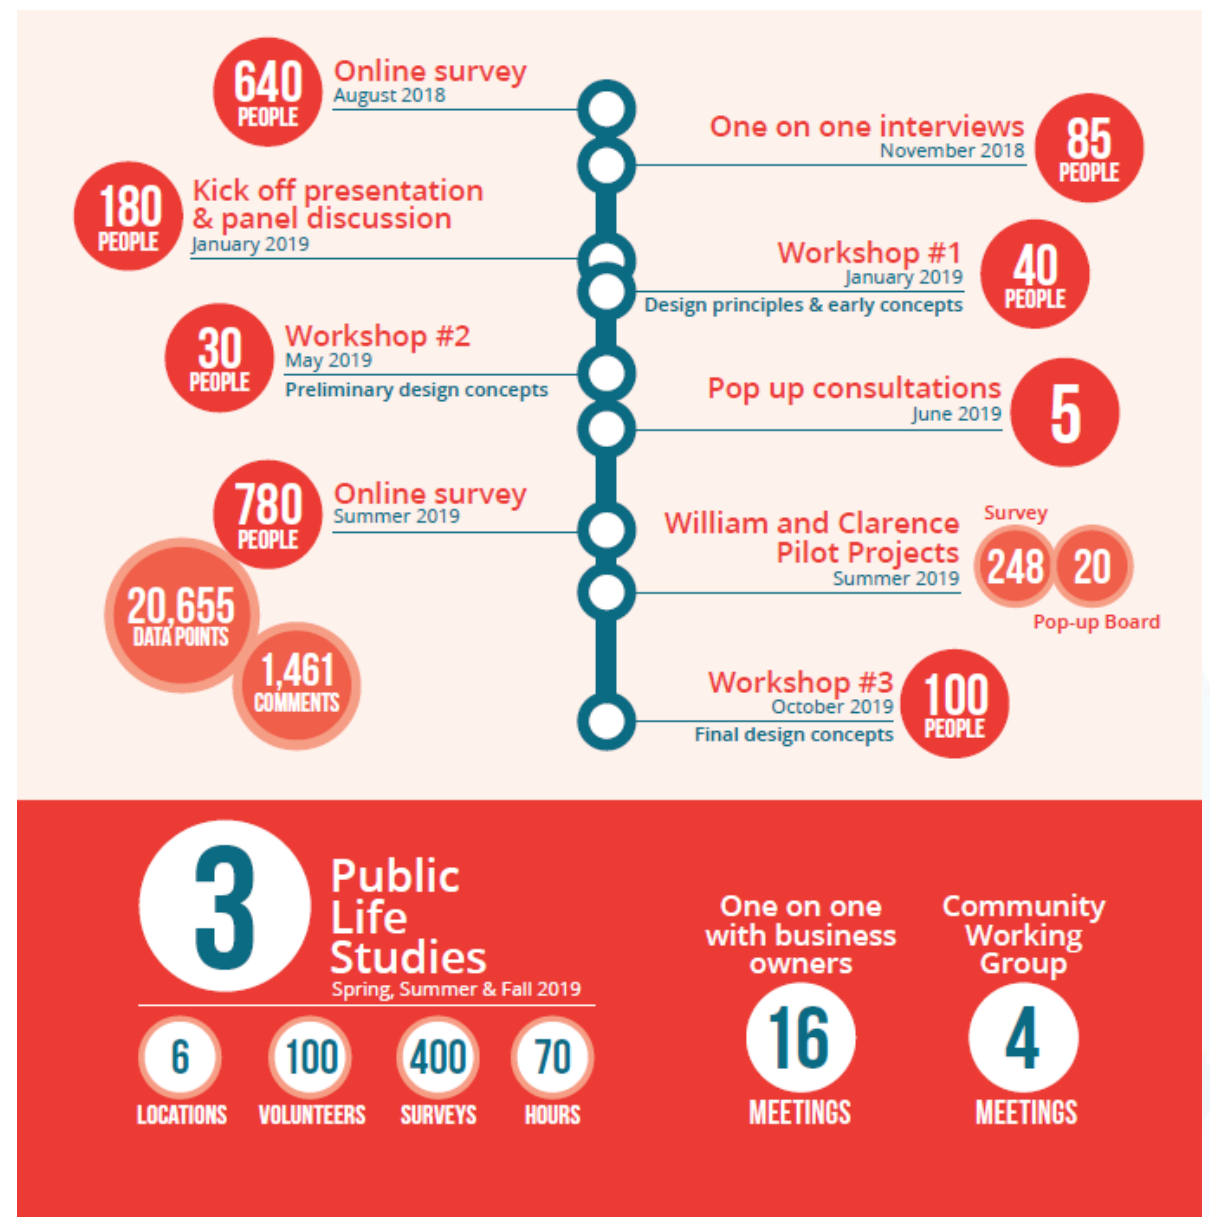 640
PEOPLE
Online survey
August 2018
One on one interviews
November 2018
85
PEOPLE
180
PEOPLE
Kick off presentation
& panel discussion
January 2019
Workshop #1
January 2019
Design principles & early concepts
40
PEOPLE
30
PEOPLE
Workshop #2
May 2019
Preliminary design concepts
Pop up consultations
June 2019
5
780
PEOPLE
Online survey
Summer 2019
20,655
DATA POINTS
1,461
COMMENTS
William and Clarence
Pilot Projects
Summer 2019
Survey
248
20
Pop-up Board
Workshop #3
October 2019
Final design concepts
100
PEOPLE
3
Public
Life
Studies
Spring, Summer & Fall 2019
6
LOCATIONS
100
VOLUNTEERS
400
SURVEYS
70
HOURS
One on one
with business
owners
16
MEETINGS
Community
Working
Group
4
MEETINGS